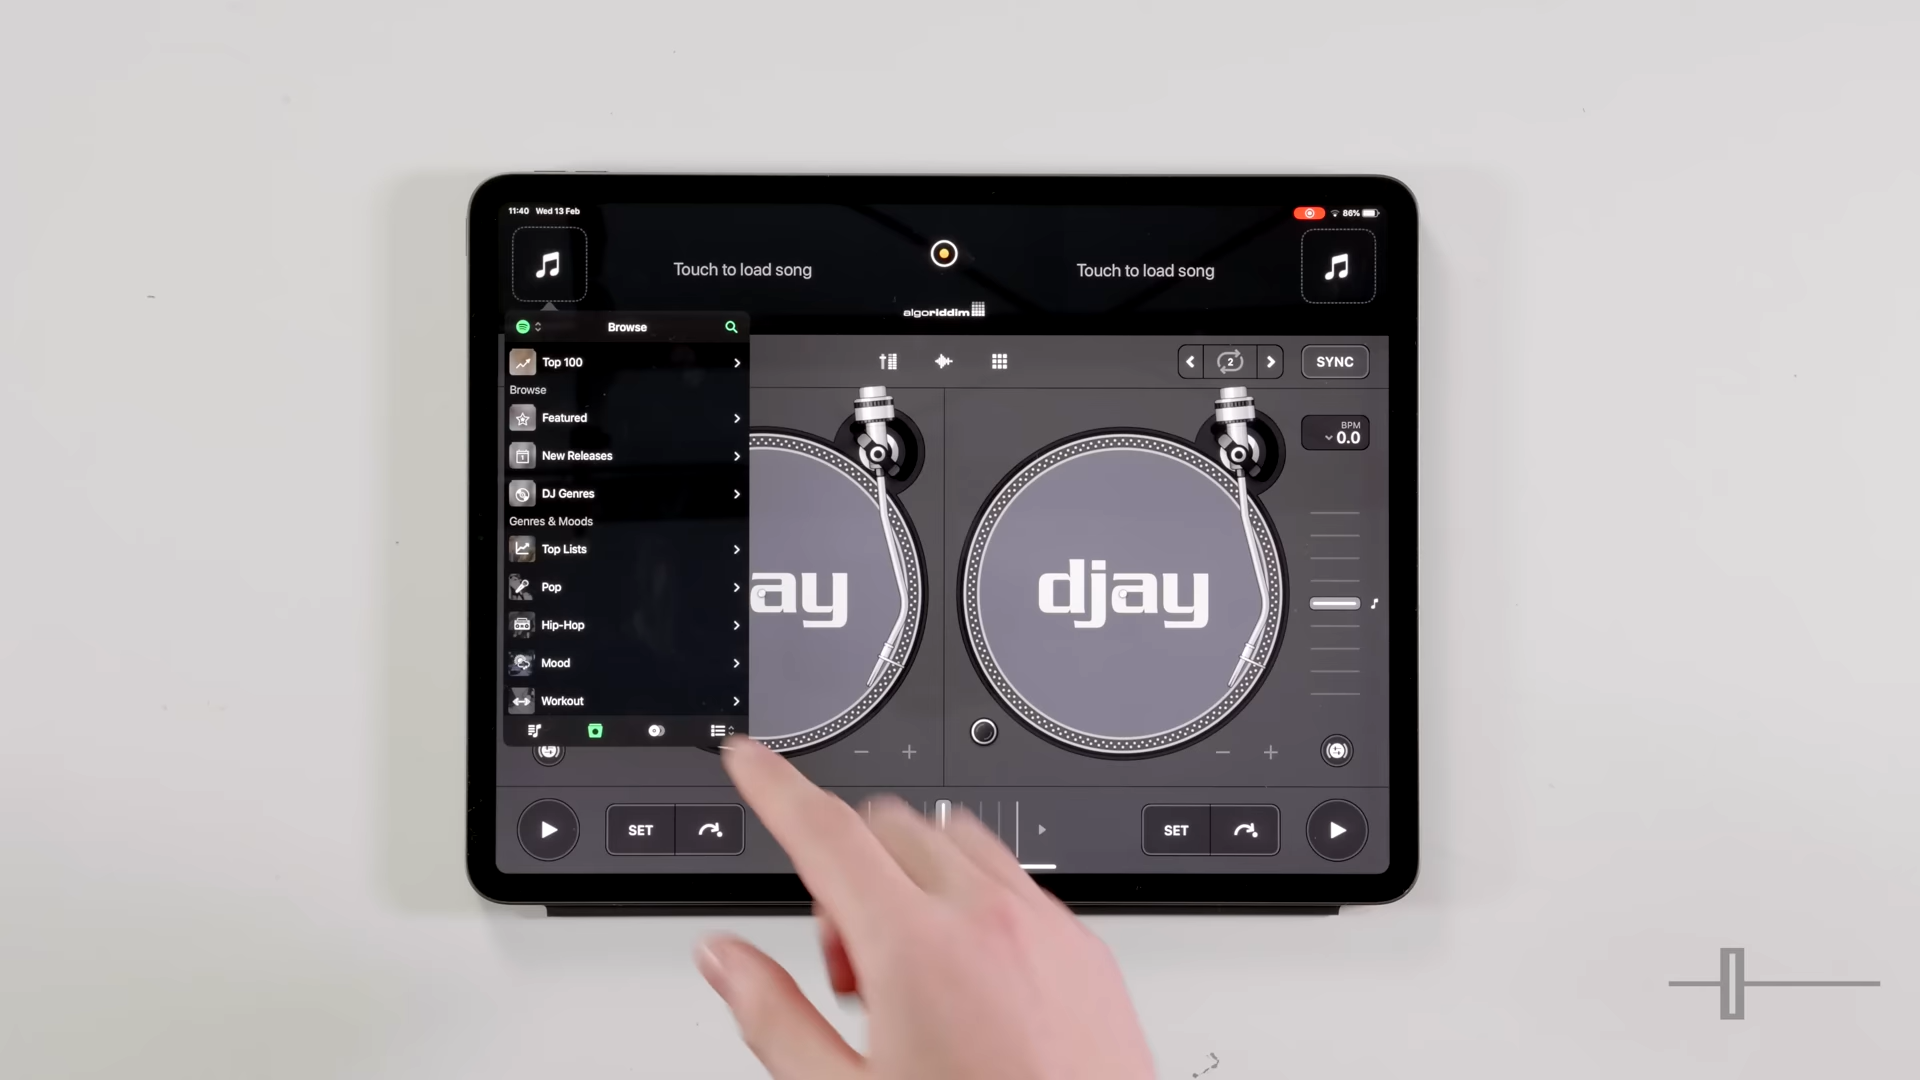 11:40 Wed 13 Feb
86%
Touch to load song
Touch to load song
algoriddim
Browse
Top 100
Browse
Featured
New Releases
DJ Genres
Genres & Moods
Top Lists
Pop
Hip-Hop
Mood
Workout
2
SYNC
BPM
0.0
ay
djay
SET
SET